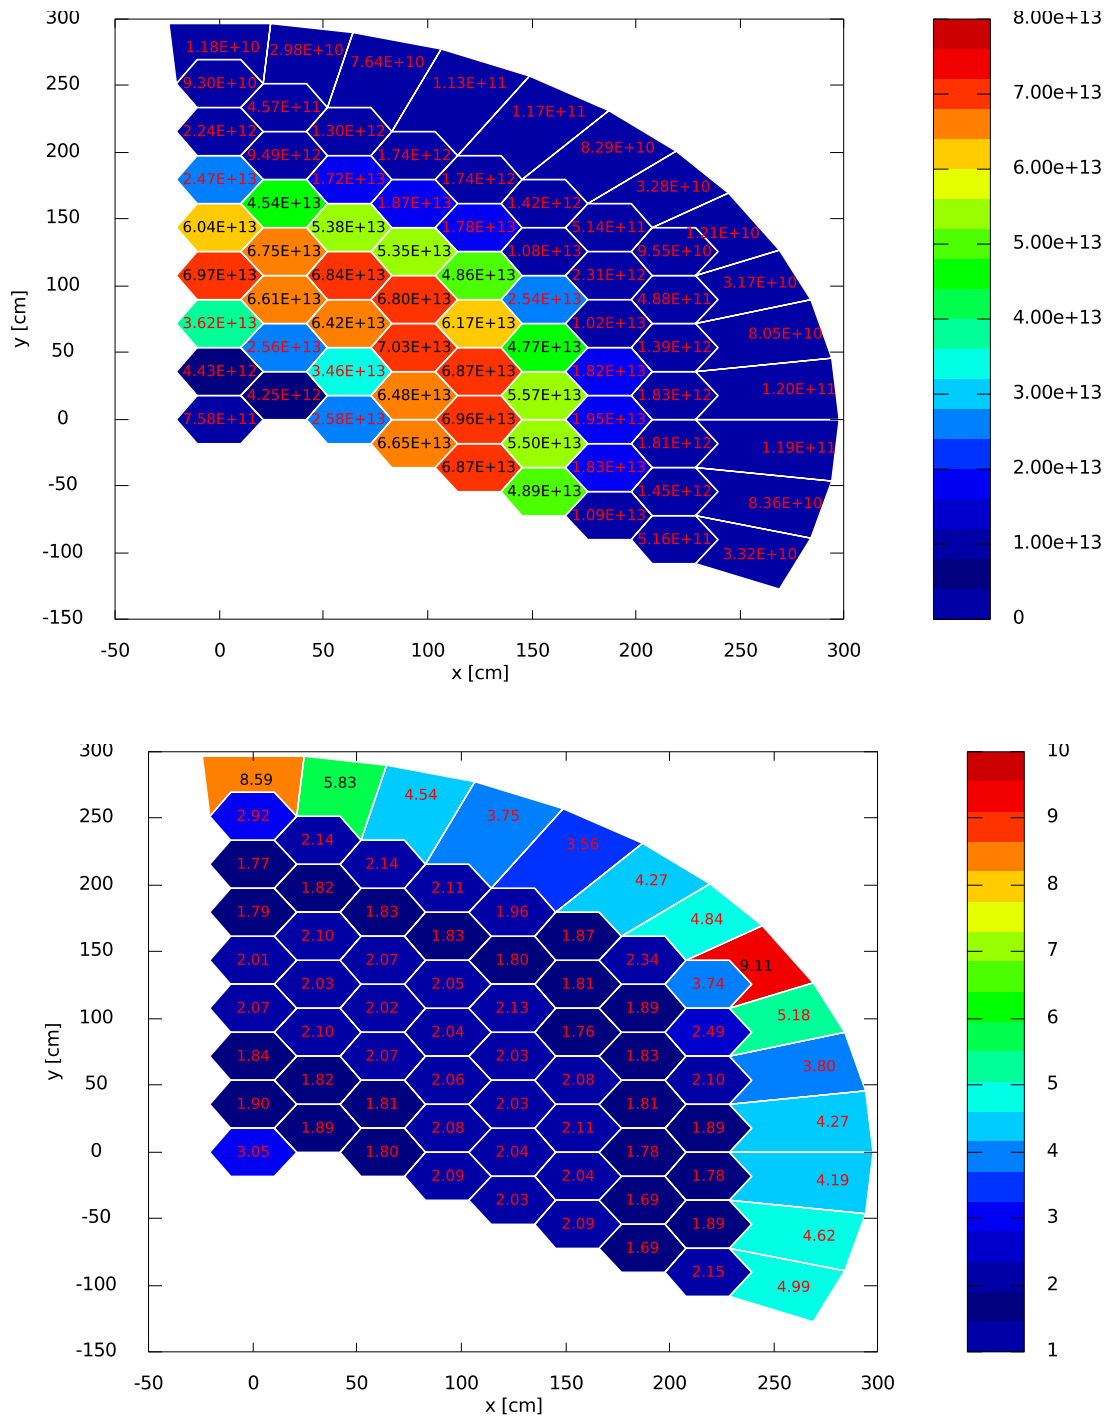 300 8.00e+13
1.18E+10 2.98E+10
7.64E+10
9.30E+10 1.13E+11
250 7.00e+13
4.57E+11 1.17E+11
2.24E+12 1.30E+12
8.29E+10
200 9.49E+12 1.74E+12 6.00e+13
2.47E+13 1.72E+13 1.74E+12 3.28E+10
4.54E+13 1.87E+13 1.42E+12
150 6.04E+13 5.38E+13 1.78E+13 5.14E+11 1.21E+10 5.00e+13
6.75E+13 5.35E+13 1.08E+13 9.55E+10
6.97E+13 6.84E+13 4.86E+13 2.31E+12 3.17E+10
100 6.61E+13 6.80E+13 2.54E+13 4.88E+11 4.00e+13
3.62E+13 6.42E+13 6.17E+13 1.02E+13 8.05E+10
y [cm]
50 2.56E+13 7.03E+13 4.77E+13 1.39E+12
4.43E+12 3.46E+13 6.87E+13 1.82E+13 3.00e+13
4.25E+12 6.48E+13 5.57E+13 1.83E+12 1.20E+11
0 7.58E+11 2.58E+13 6.96E+13 1.95E+13
6.65E+13 5.50E+13 1.81E+12 1.19E+11
6.87E+13 1.83E+13 2.00e+13
-50 4.89E+13 1.45E+12 8.36E+10
1.09E+13
5.16E+11 1.00e+13
-100 3.32E+10
-150 0
-50 0 50 100 150 200 250 300
x [cm]
300 10
8.59 5.83
4.54
250 2.92 3.75 9
2.14 3.56
1.77 2.14 4.27
200 1.82 2.11 8
1.79 1.83 1.96 4.84
2.10 1.83 1.87
150 2.01 2.07 1.80 2.34 9.11 7
2.03 2.05 1.81 3.74
2.07 2.02 2.13 1.89 5.18
100 2.10 2.04 1.76 2.49 6
1.84 2.07 2.03 1.83 3.80
y [cm]
50 1.82 2.06 2.08 2.10
1.90 1.81 2.03 1.81 5
1.89 2.08 2.11 1.89 4.27
0 3.05 1.80 2.04 1.78 4
2.09 2.04 1.78 4.19
2.03 1.69
-50 2.09 1.89 4.62 3
1.69
2.15 4.99
-100 2
-150 1
-50 0 50 100 150 200 250 300
x [cm]